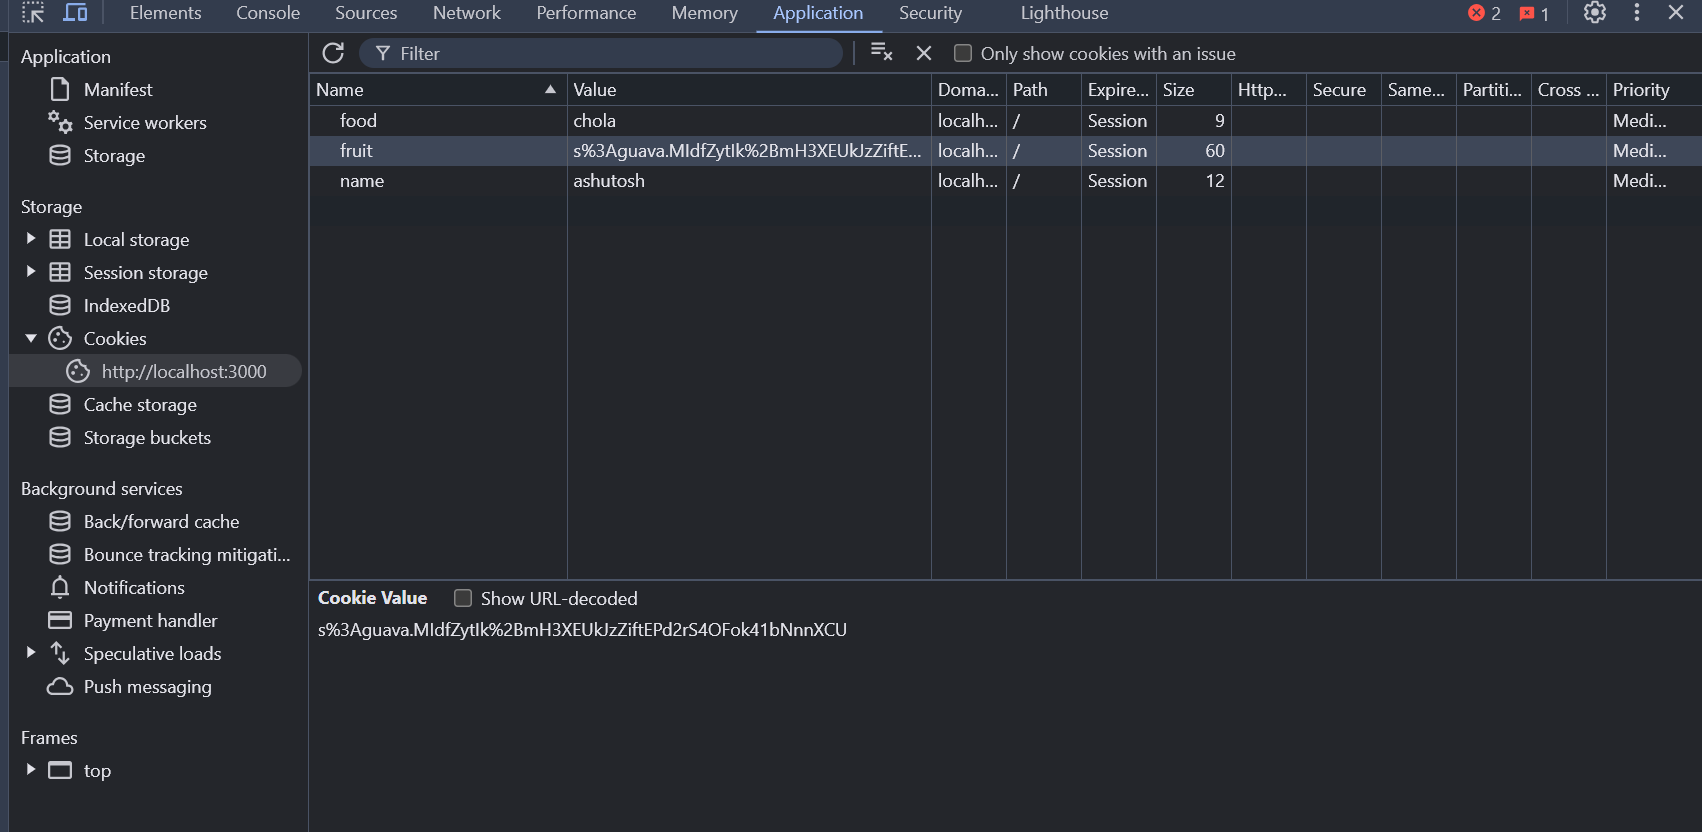 Elements Console Sources Network Performance Memory Application Security Lighthouse 2 1
Application
Manifest
Service workers
Storage
Storage
Local storage
Session storage
IndexedDB
Cookies
http://localhost:3000
Cache storage
Storage buckets
Background services
Back/forward cache
Bounce tracking mitigati...
Notifications
Payment handler
Speculative loads
Push messaging
Frames
top
Filter Only show cookies with an issue
Name Value Doma... Path Expire... Size Http... Secure Same... Partiti... Cross ... Priority
food chola localh... / Session 9 Medi...
fruit s%3Aguava.MIdfZytIk%2BmH3XEUkJzZiftE... localh... / Session 60 Medi...
name ashutosh localh... / Session 12 Medi...
Cookie Value Show URL-decoded
s%3Aguava.MIdfZytIk%2BmH3XEUkJzZiftEPd2rS4OFok41bNnnXCU